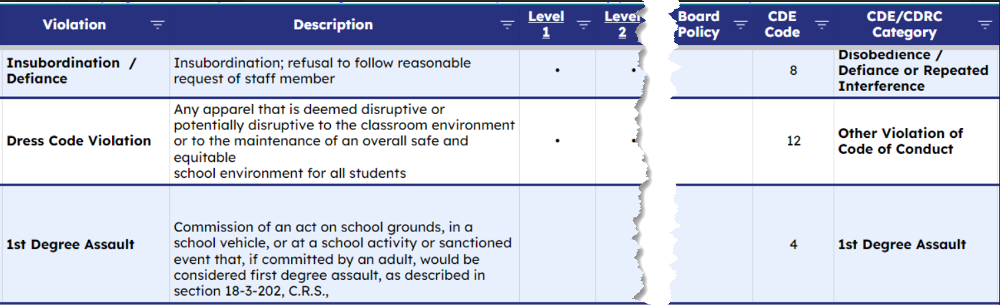 Violation Description Level 1 Level 2 Board Policy CDE Code CDE/CDRC Category
Insubordination / Defiance
Insubordination; refusal to follow reasonable
request of staff member
•
•
8
Disobedience /
Defiance or Repeated
Interference
Dress Code Violation
Any apparel that is deemed disruptive or
potentially disruptive to the classroom environment
or to the maintenance of an overall safe and
equitable
school environment for all students
•
•
12
Other Violation of
Code of Conduct
1st Degree Assault
Commission of an act on school grounds, in a
school vehicle, or at a school activity or sanctioned
event that, if committed by an adult, would be
considered first degree assault, as described in
section 18-3-202, C.R.S.,
4
1st Degree Assault